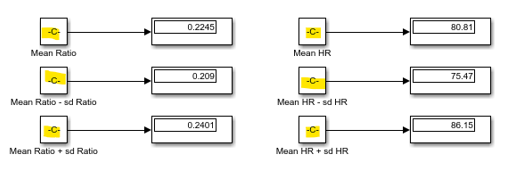 -C- 0.2245 -C- 80.81
Mean Ratio Mean HR
-C- 0.209 -C- 75.47
Mean Ratio - sd Ratio Mean HR - sd HR
-C- 0.2401 -C- 86.15
Mean Ratio + sd Ratio Mean HR + sd HR